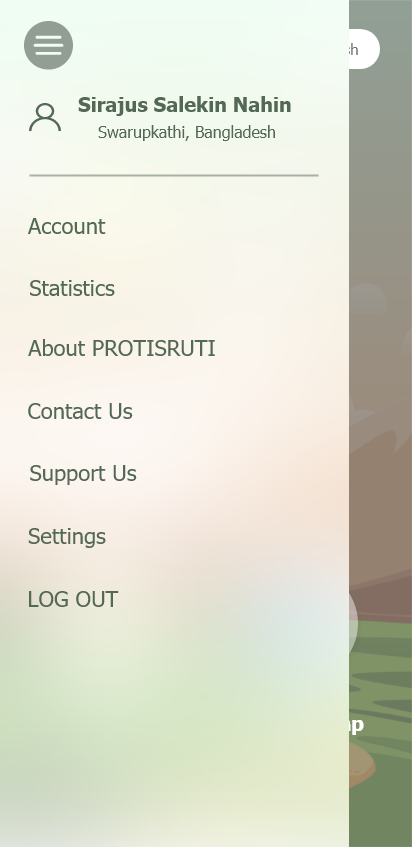 Sirajus Salekin Nahin
Swarupkathi, Bangladesh
Account
Statistics
About PROTISRUTI
Contact Us
Support Us
Settings
LOG OUT